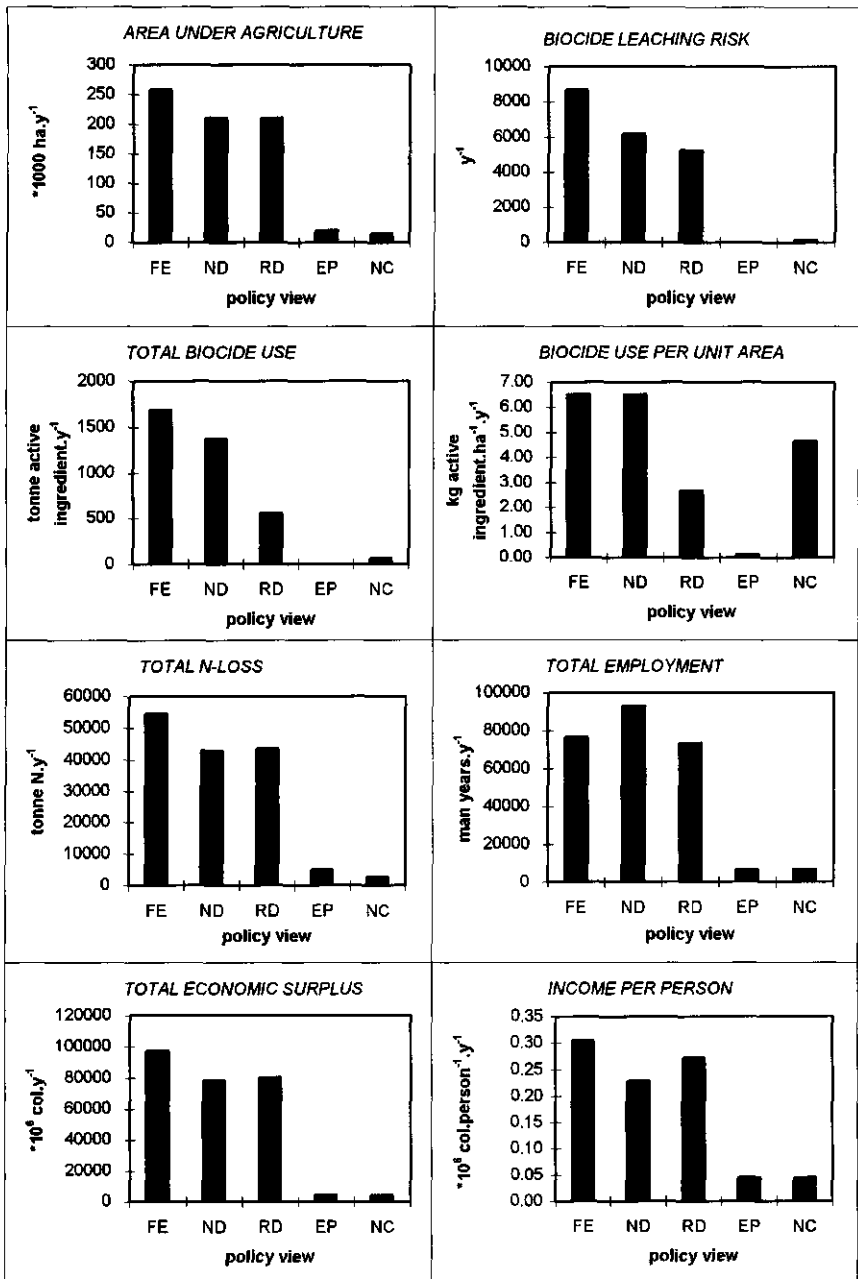 AREA UNDER AGRICULTURE
*1000 ha.y-1
300
250
200
150
100
50
0
FE ND RD EP NC
policy view
BIOCIDE LEACHING RISK
y-1
10000
8000
6000
4000
2000
0
FE ND RD EP NC
policy view
TOTAL BIOCIDE USE
tonne active
ingredient.y-1
2000
1500
1000
500
0
FE ND RD EP NC
policy view
BIOCIDE USE PER UNIT AREA
kg active
ingredient.ha-1.y-1
7.00
6.00
5.00
4.00
3.00
2.00
1.00
0.00
FE ND RD EP NC
policy view
TOTAL N-LOSS
tonne N.y-1
60000
50000
40000
30000
20000
10000
0
FE ND RD EP NC
policy view
TOTAL EMPLOYMENT
man years.y-1
100000
80000
60000
40000
20000
0
FE ND RD EP NC
policy view
TOTAL ECONOMIC SURPLUS
*10⁶ col.y-1
120000
100000
80000
60000
40000
20000
0
FE ND RD EP NC
policy view
INCOME PER PERSON
*10⁶ col.person-1.y-1
0.35
0.30
0.25
0.20
0.15
0.10
0.05
0.00
FE ND RD EP NC
policy view